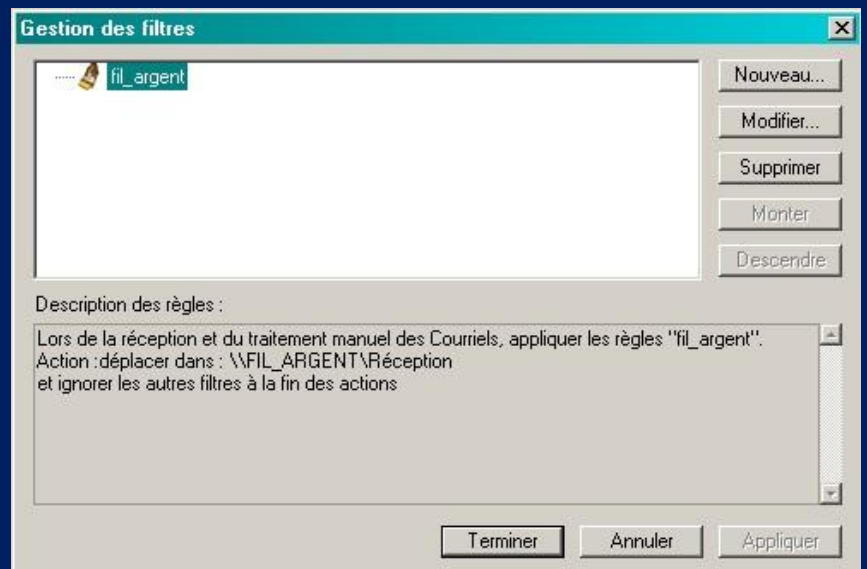 Gestion des filtres
fil_argent
Nouveau...
Modifier...
Supprimer
Monter
Descendre
Description des règles :
Lors de la réception et du traitement manuel des Courriels, appliquer les règles "fil_argent".
Action :déplacer dans : \\FIL_ARGENT\Réception
et ignorer les autres filtres à la fin des actions
Terminer
Annuler
Appliquer